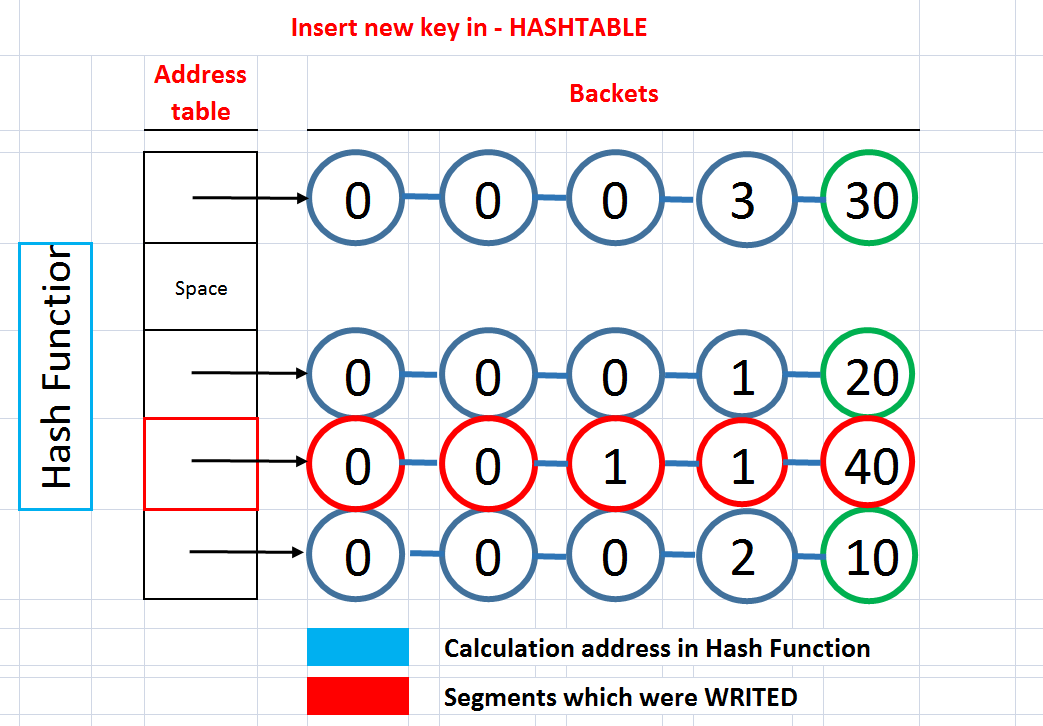 Insert new key in - HASHTABLE
Address
table
Backets
0 0 0 3 30
Hash Function
Space
0 0 0 1 20
0 0 1 1 40
0 0 0 2 10
Calculation address in Hash Function
Segments which were WRITED